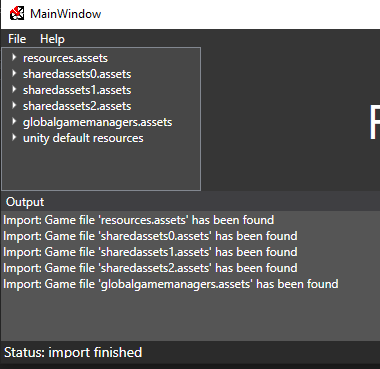 MainWindow
File Help
resources.assets
sharedassets0.assets
sharedassets1.assets
sharedassets2.assets
globalgamemanagers.assets
unity default resources
Output
Import: Game file 'resources.assets' has been found
Import: Game file 'sharedassets0.assets' has been found
Import: Game file 'sharedassets1.assets' has been found
Import: Game file 'sharedassets2.assets' has been found
Import: Game file 'globalgamemanagers.assets' has been found
Status: import finished